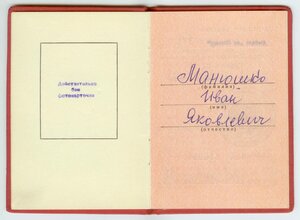 Действительно
без
фотокарточки
Манюшко
(фамилия)
Иван
(имя)
Яковлевич
(отчество)